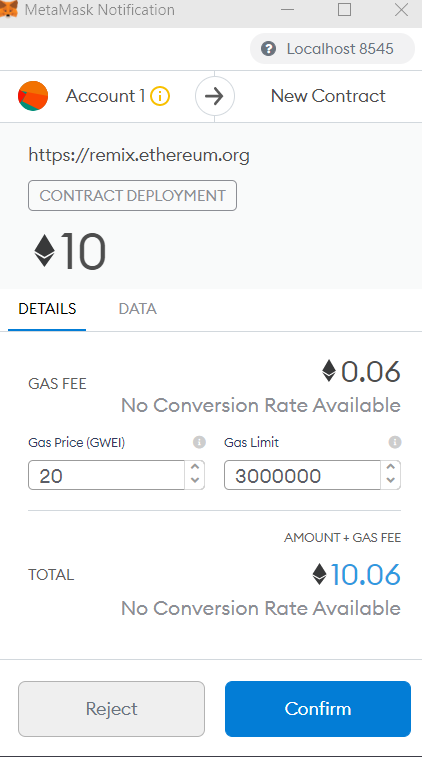 MetaMask Notification
Localhost 8545
Account 1 New Contract
https://remix.ethereum.org
CONTRACT DEPLOYMENT
10
DETAILS DATA
GAS FEE 0.06
No Conversion Rate Available
Gas Price (GWEI) Gas Limit
20 3000000
AMOUNT + GAS FEE
TOTAL 10.06
No Conversion Rate Available
Reject Confirm